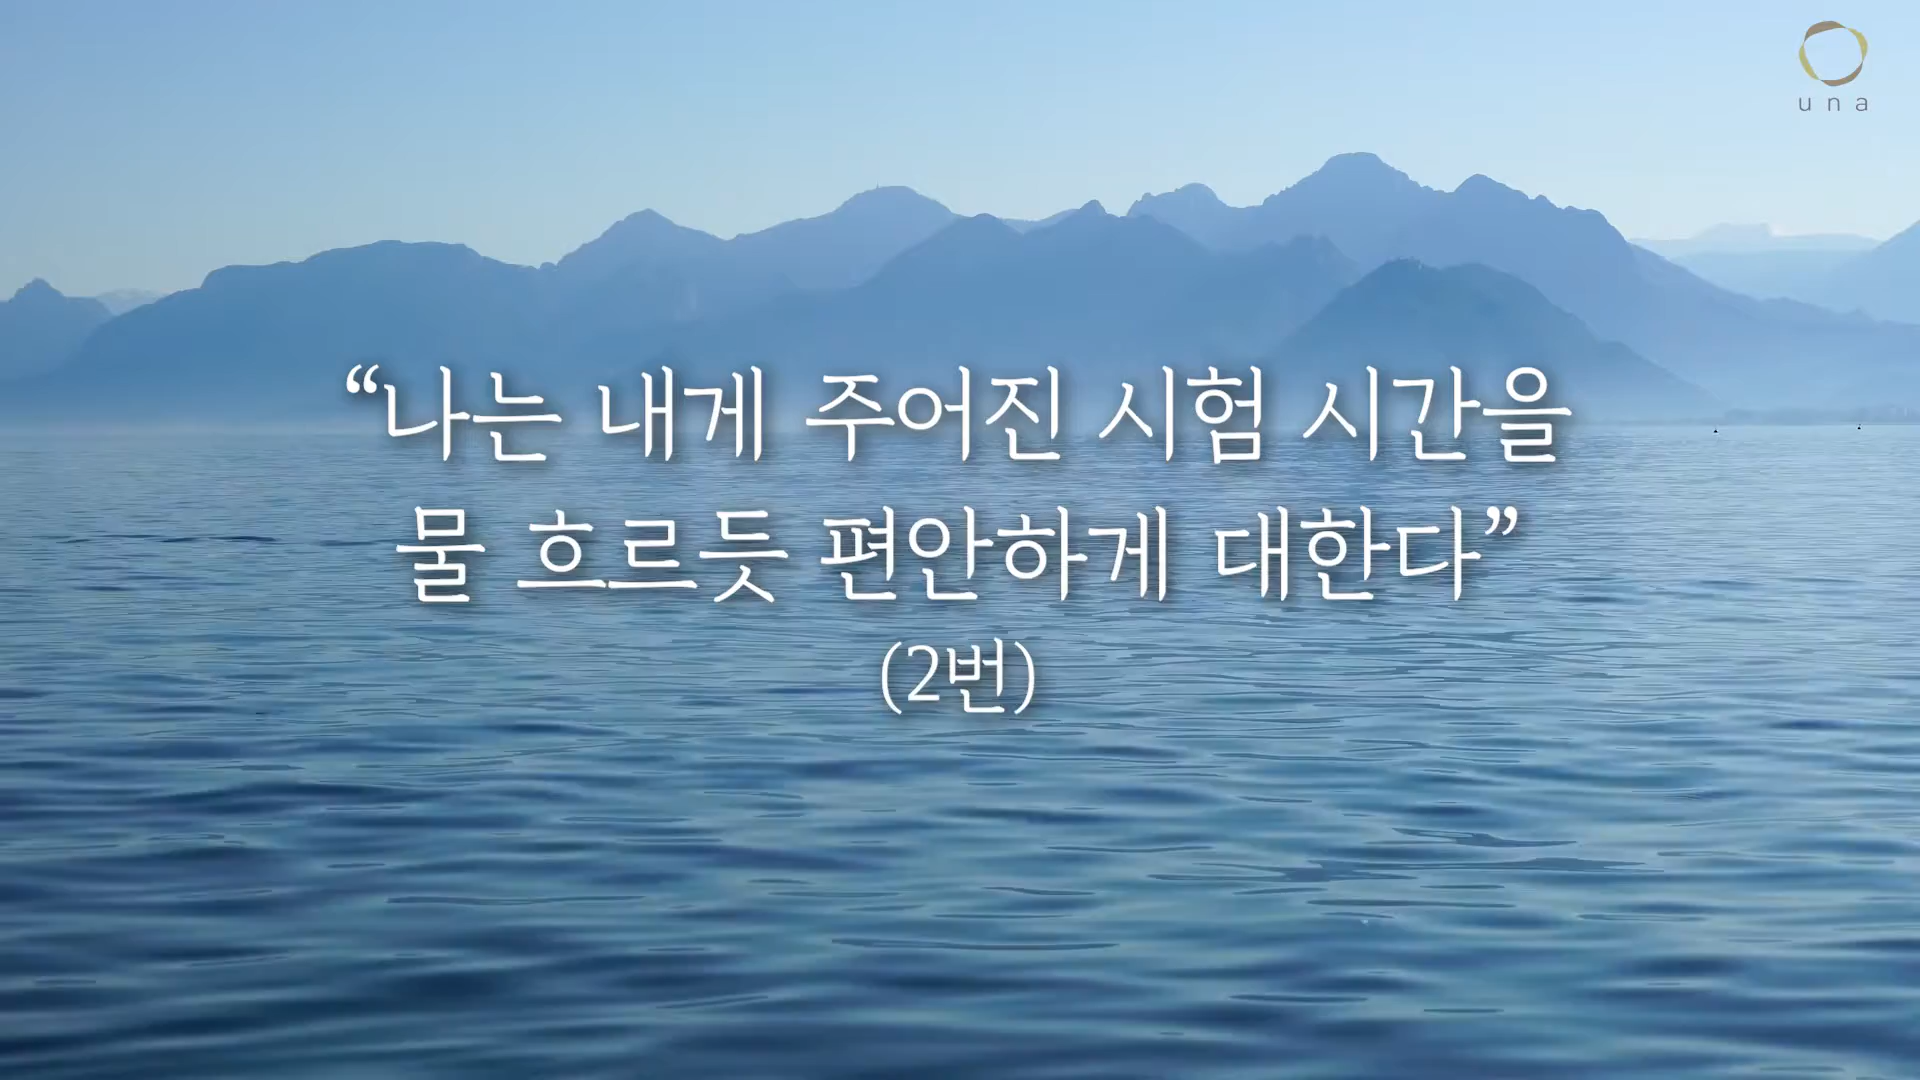 una
“나는 내게 주어진 시험 시간을
물 흐르듯 편안하게 대한다”
(2번)